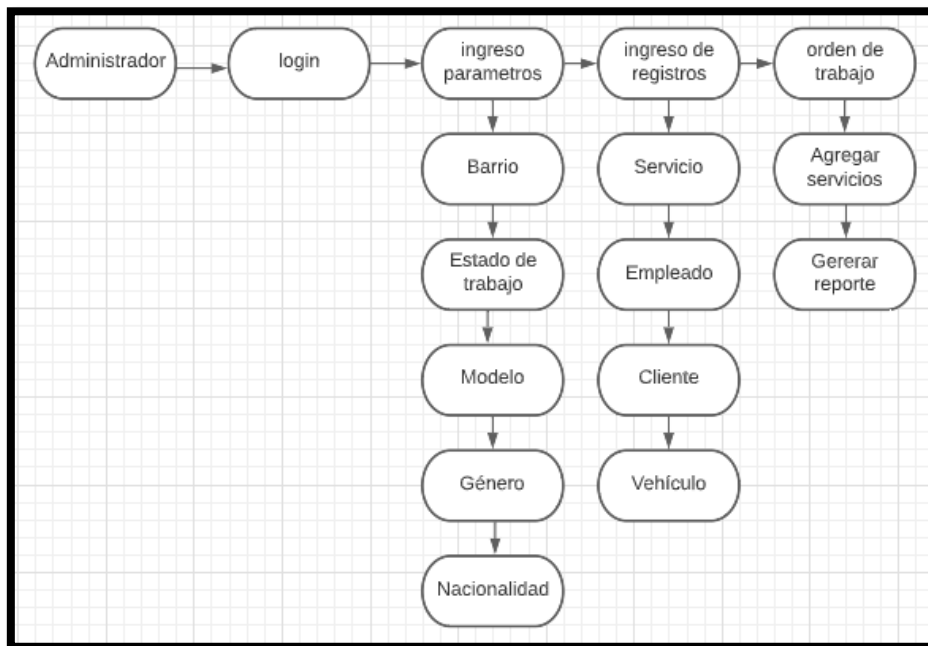 Administrador
login
ingreso
parametros
ingreso de
registros
orden de
trabajo
Barrio
Servicio
Agregar
servicios
Estado de
trabajo
Empleado
Gererar
reporte
Modelo
Cliente
Género
Vehículo
Nacionalidad